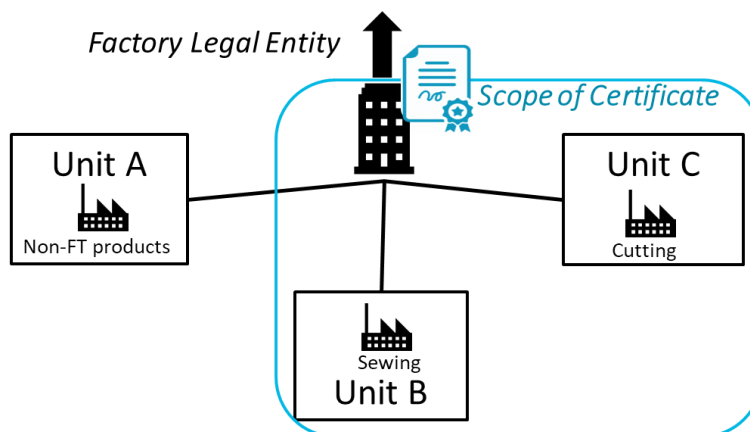 Factory Legal Entity
Scope of Certificate
Unit A
Non-FT products
Unit C
Cutting
Sewing
Unit B